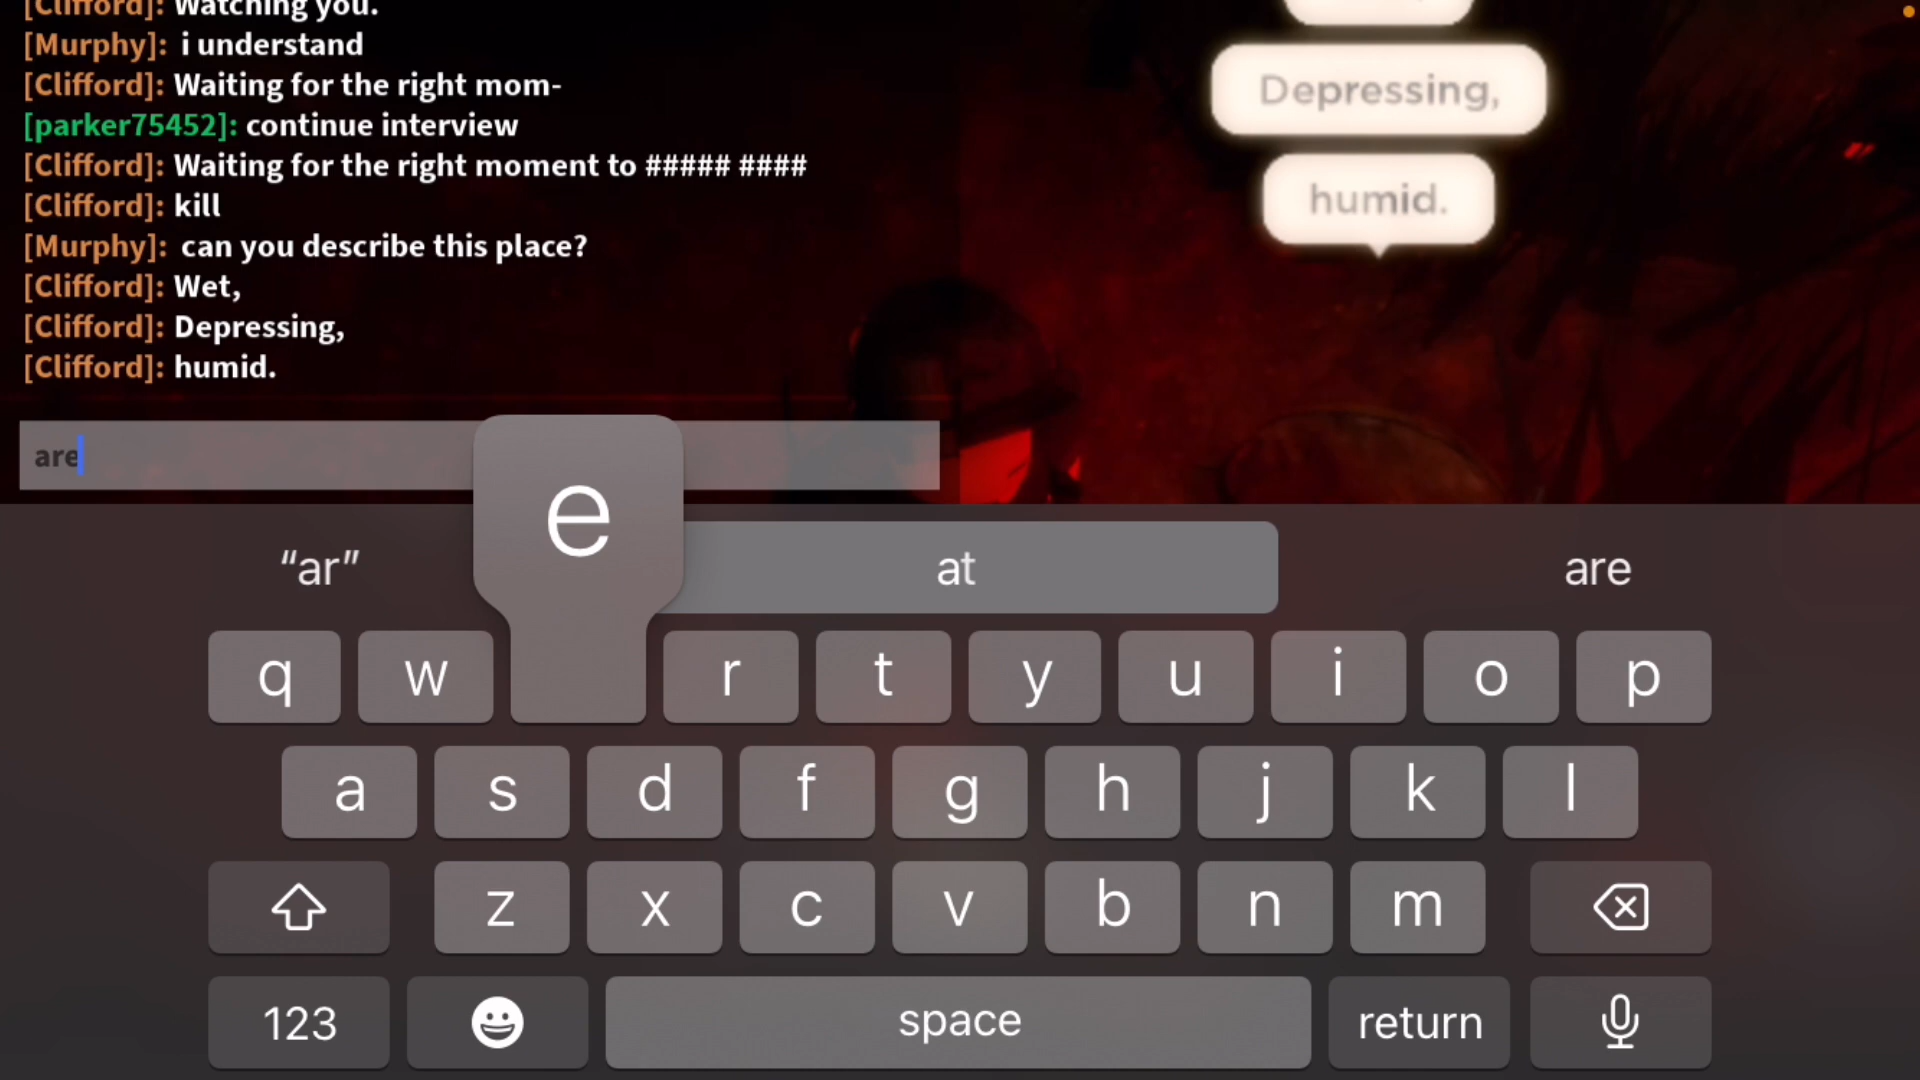 [Clifford]: Watching you.
[Murphy]: i understand
[Clifford]: Waiting for the right mom-
[parker75452]: continue interview
[Clifford]: Waiting for the right moment to ##### ####
[Clifford]: kill
[Murphy]: can you describe this place?
[Clifford]: Wet,
[Clifford]: Depressing,
[Clifford]: humid.
Depressing,
humid.
are
e
“ar” at are
q w r t y u i o p
a s d f g h j k l
z x c v b n m
123 space return